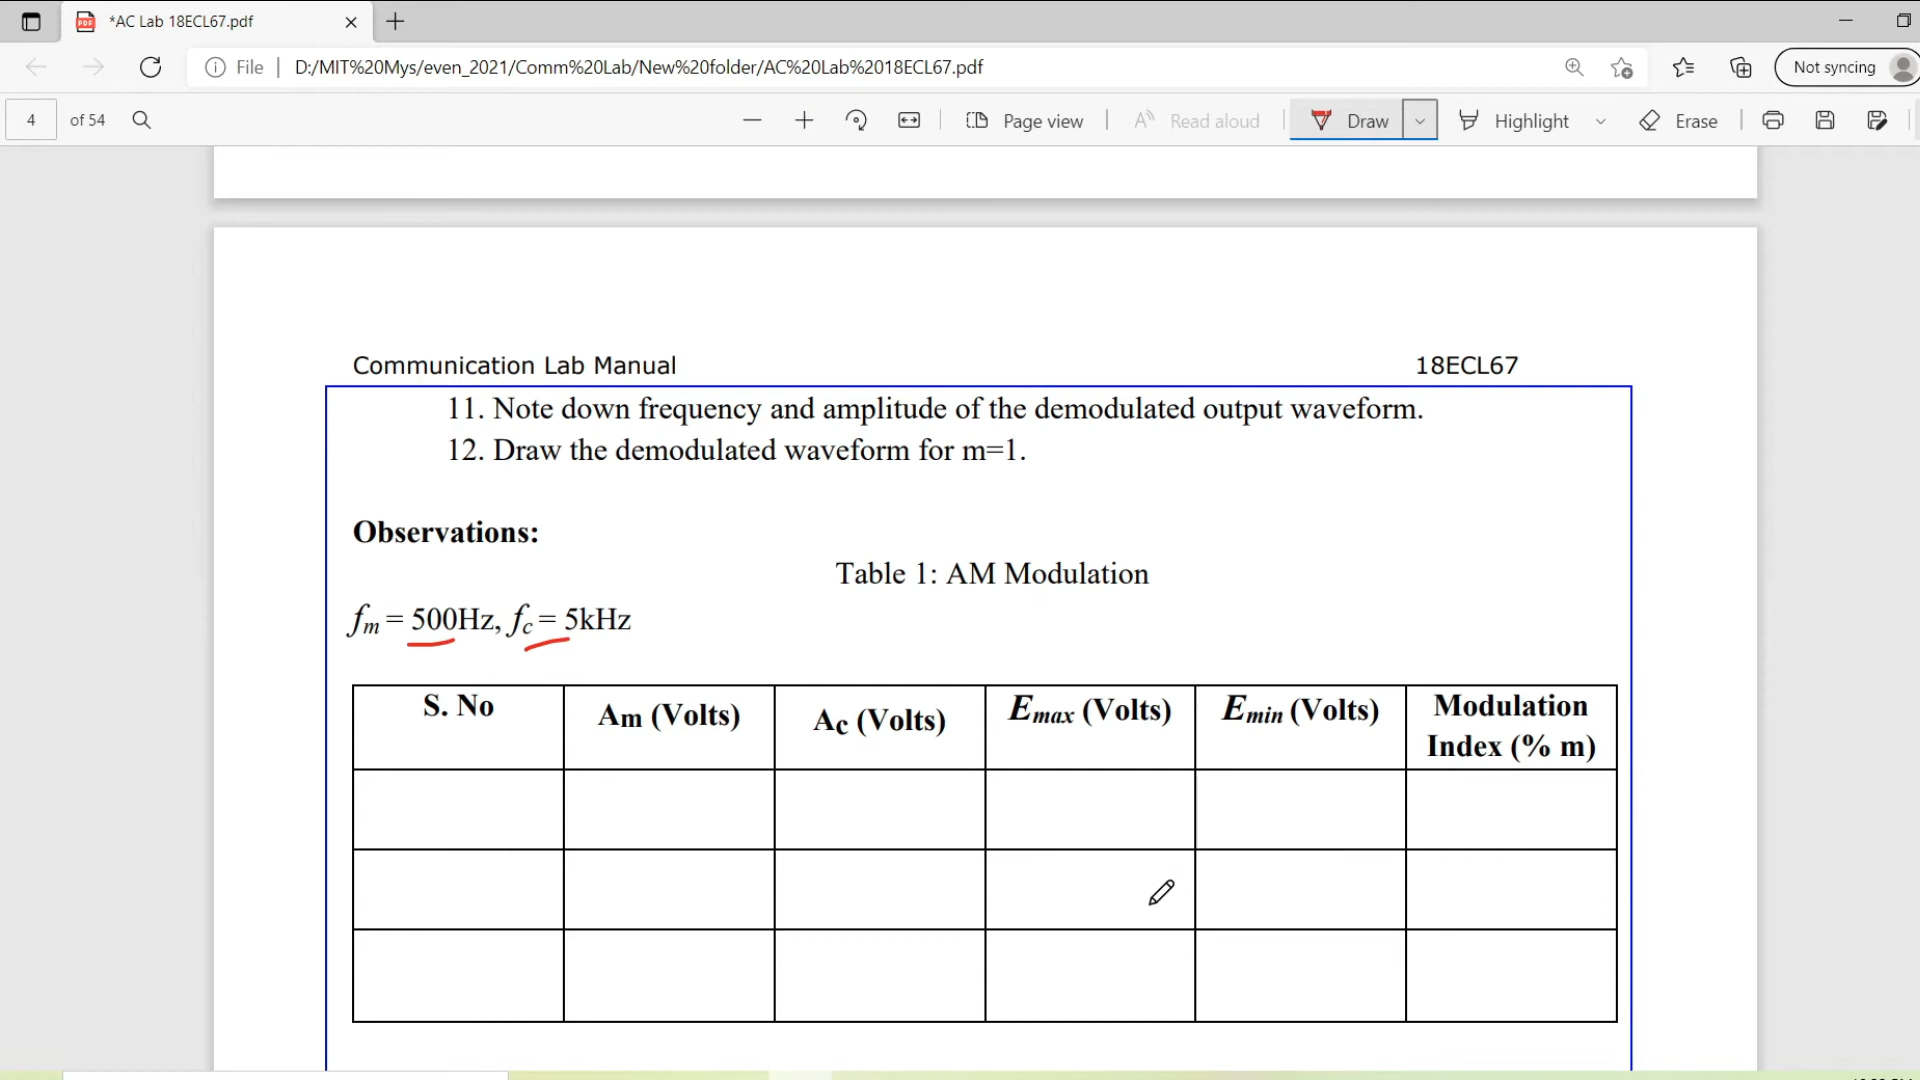 *AC Lab 18ECL67.pdf
File | D:/MIT%20Mys/even_2021/Comm%20Lab/New%20folder/AC%20Lab%2018ECL67.pdf
Not syncing
4 of 54
Page view
Read aloud
Draw
Highlight
Erase
Communication Lab Manual 18ECL67
11. Note down frequency and amplitude of the demodulated output waveform.
12. Draw the demodulated waveform for m=1.
Observations:
Table 1: AM Modulation
fm = 500Hz, fc = 5kHz
S. No
Am (Volts)
Ac (Volts)
Emax (Volts)
Emin (Volts)
Modulation
Index (% m)